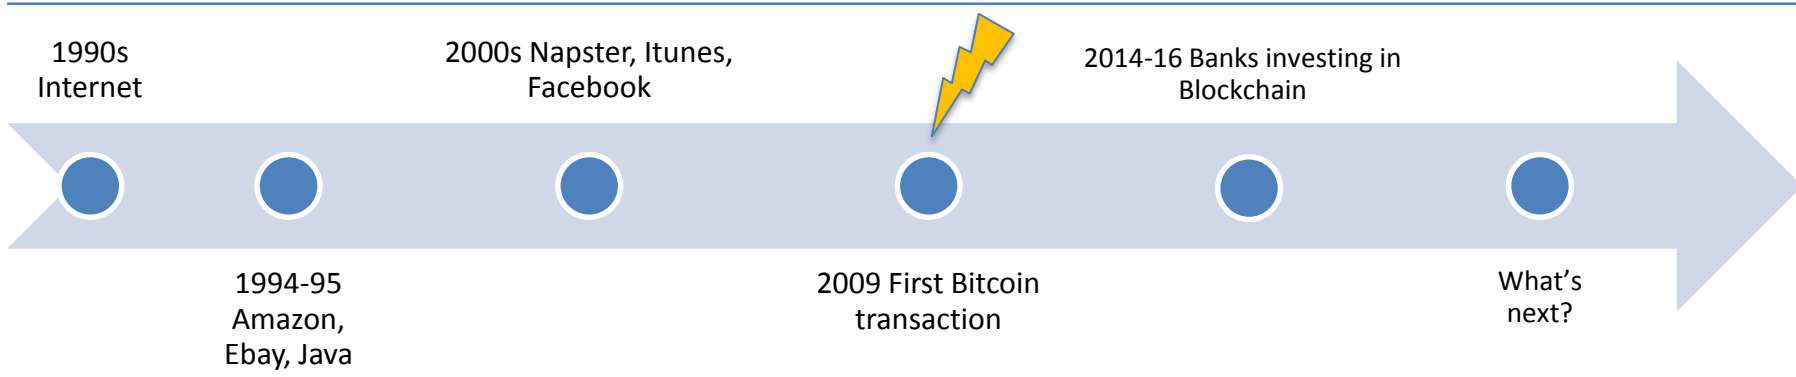 1990s
Internet
2000s Napster, Itunes,
Facebook
2014-16 Banks investing in
Blockchain
1994-95
Amazon,
Ebay, Java
2009 First Bitcoin
transaction
What’s
next?